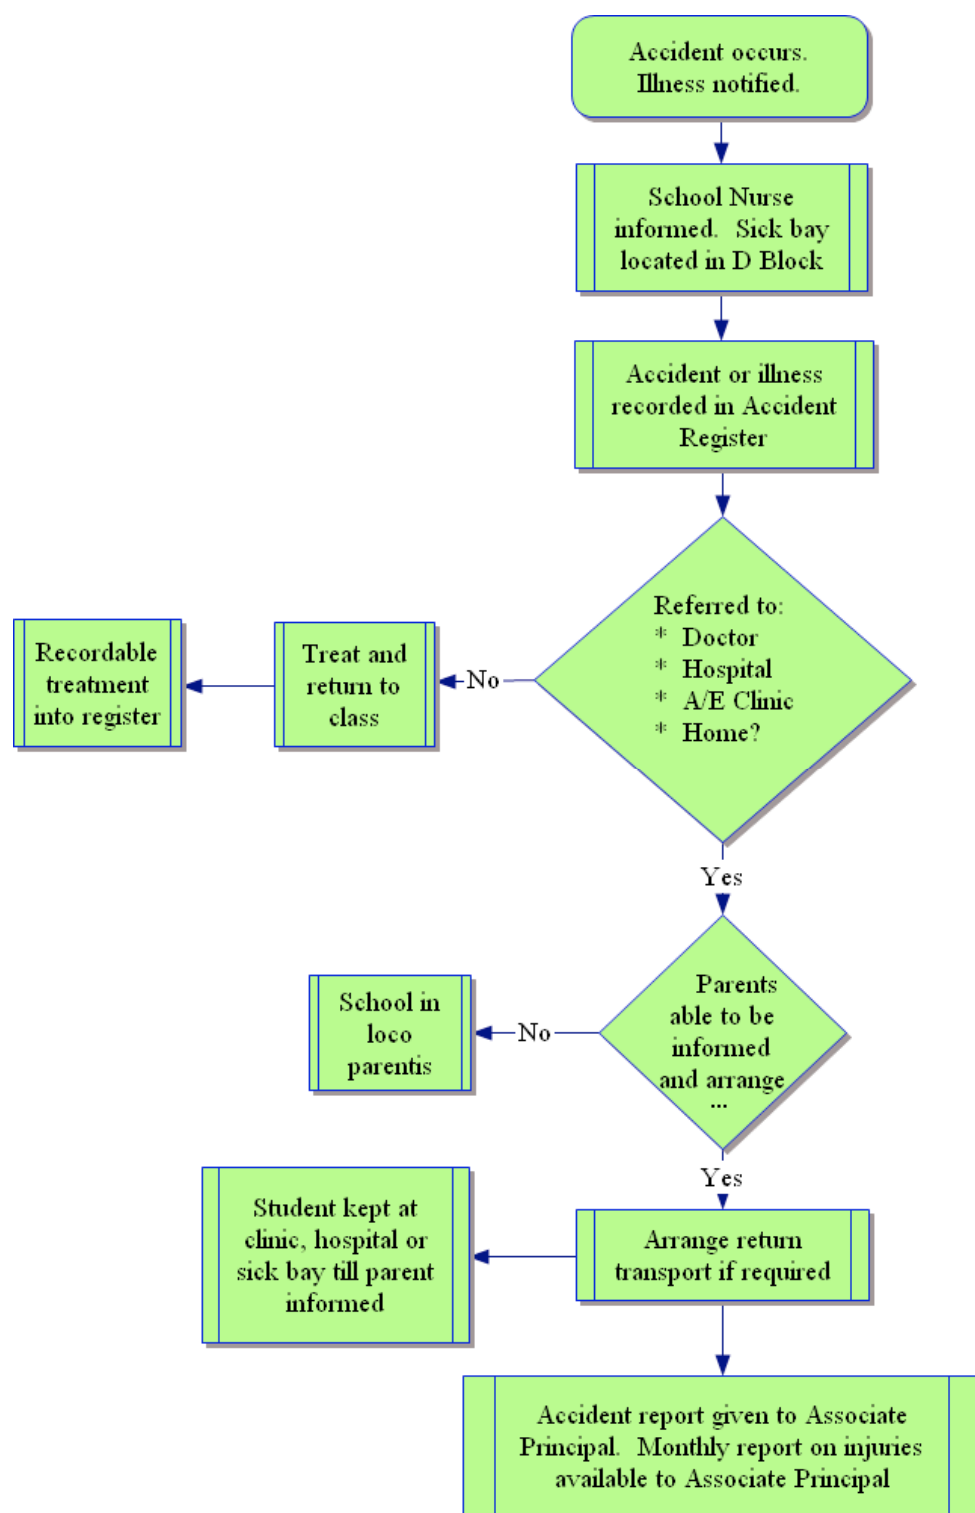 Accident occurs.
Illness notified.
School Nurse
informed.  Sick bay
located in D Block
Accident or illness
recorded in Accident
Register
Referred to:
* Doctor
* Hospital
* A/E Clinic
* Home?
No
Treat and
return to
class
Recordable
treatment
into register
Yes
Parents
able to be
informed
and arrange
...
No
School in
loco
parentis
Yes
Arrange return
transport if required
Student kept at
clinic, hospital or
sick bay till parent
informed
Accident report given to Associate
Principal.  Monthly report on injuries
available to Associate Principal